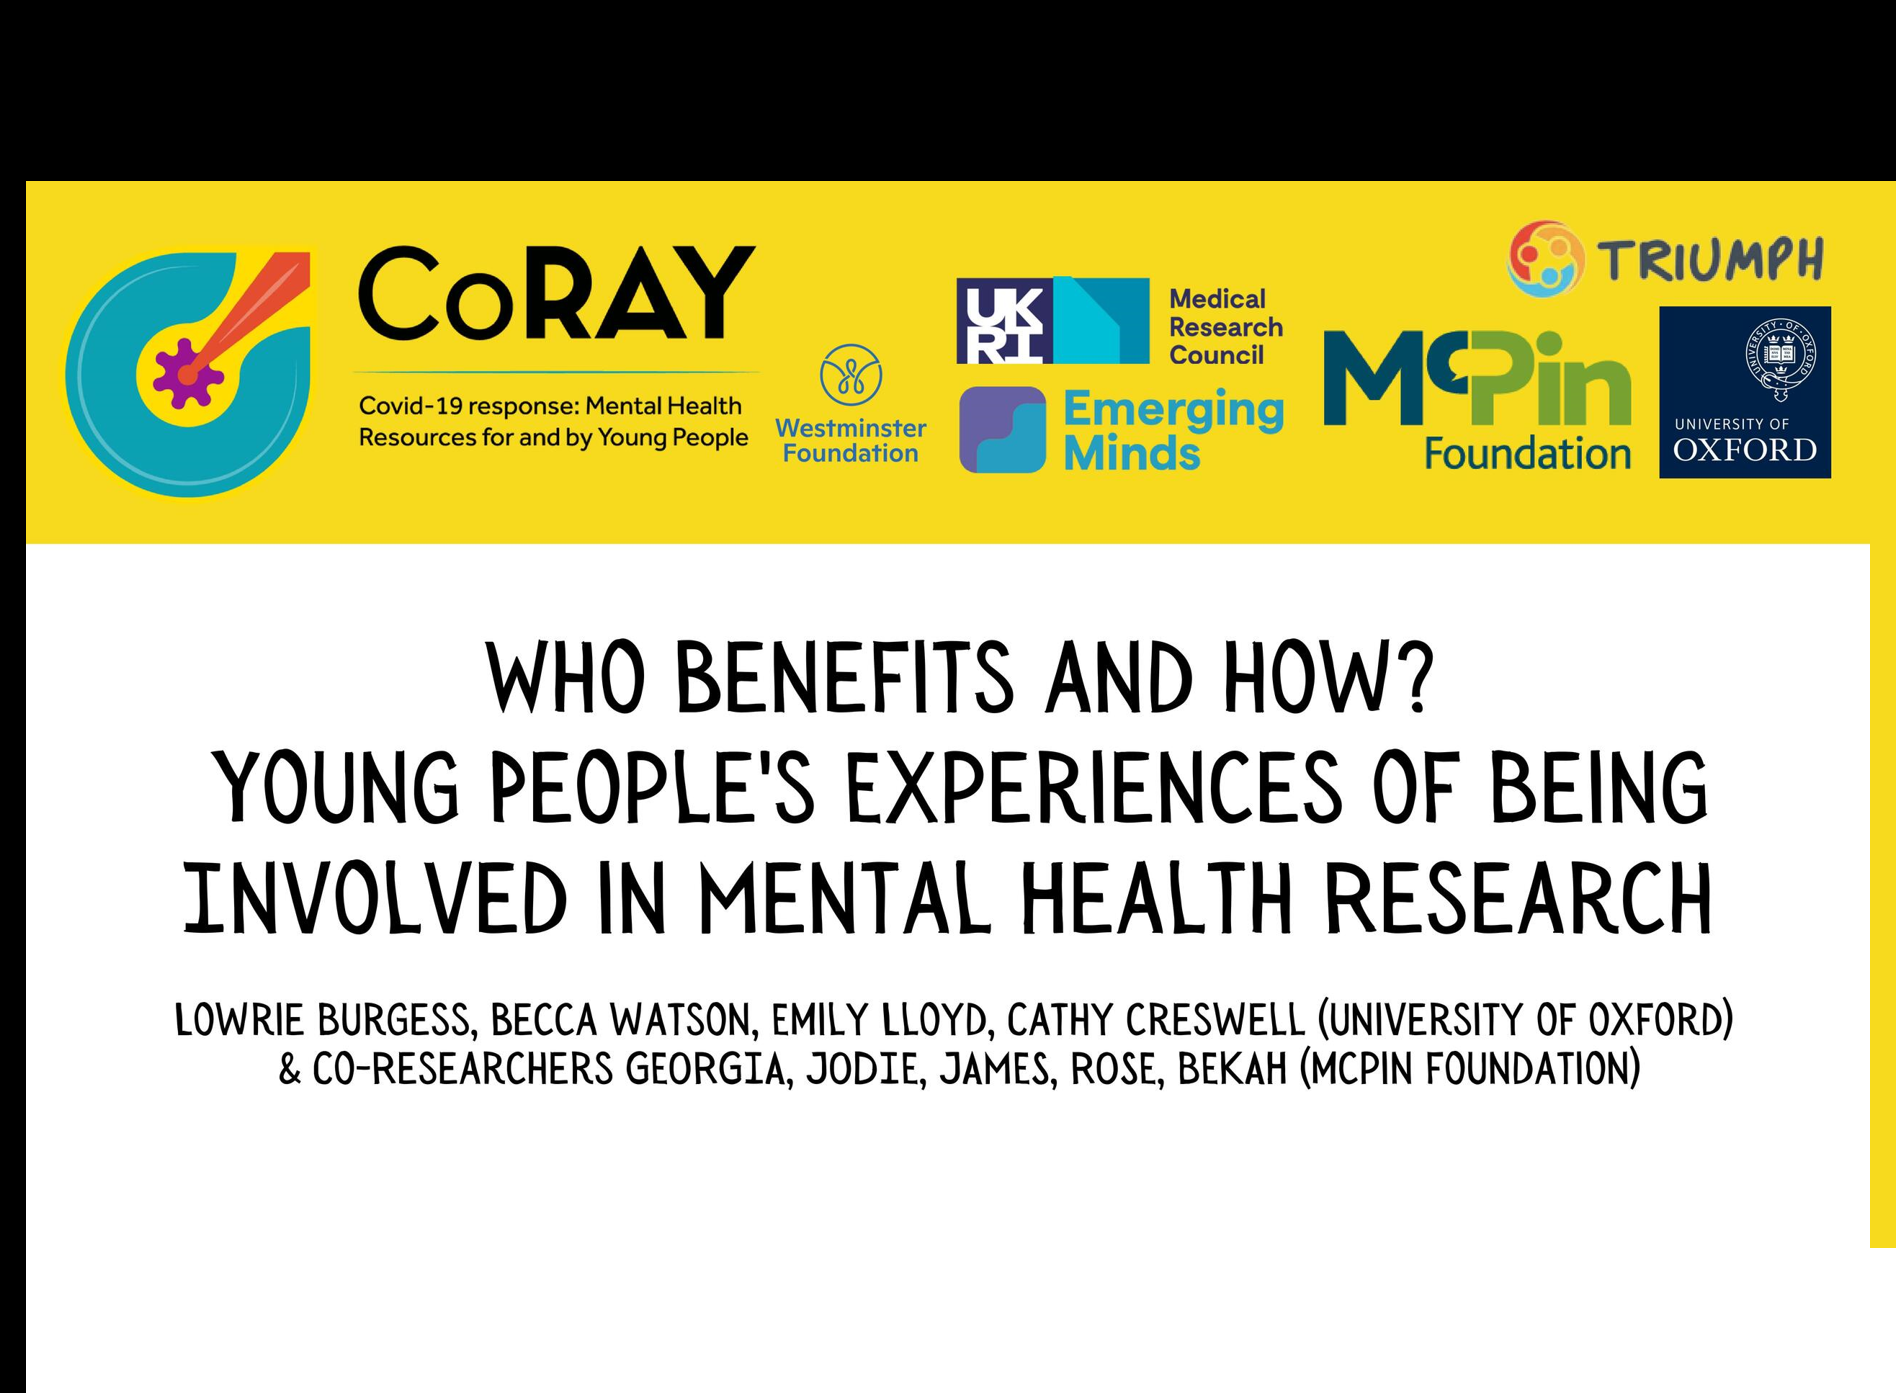 CoRAY
Covid-19 response: Mental Health
Resources for and by Young People
Westminster
Foundation
UK
RI
Medical
Research
Council
Emerging
Minds
TRIUMPH
McPin
Foundation
UNIVERSITY·OF·OXFORD
UNIVERSITY OF
OXFORD
WHO BENEFITS AND HOW?
YOUNG PEOPLE'S EXPERIENCES OF BEING
INVOLVED IN MENTAL HEALTH RESEARCH
LOWRIE BURGESS, BECCA WATSON, EMILY LLOYD, CATHY CRESWELL (UNIVERSITY OF OXFORD)
& CO-RESEARCHERS GEORGIA, JODIE, JAMES, ROSE, BEKAH (MCPIN FOUNDATION)